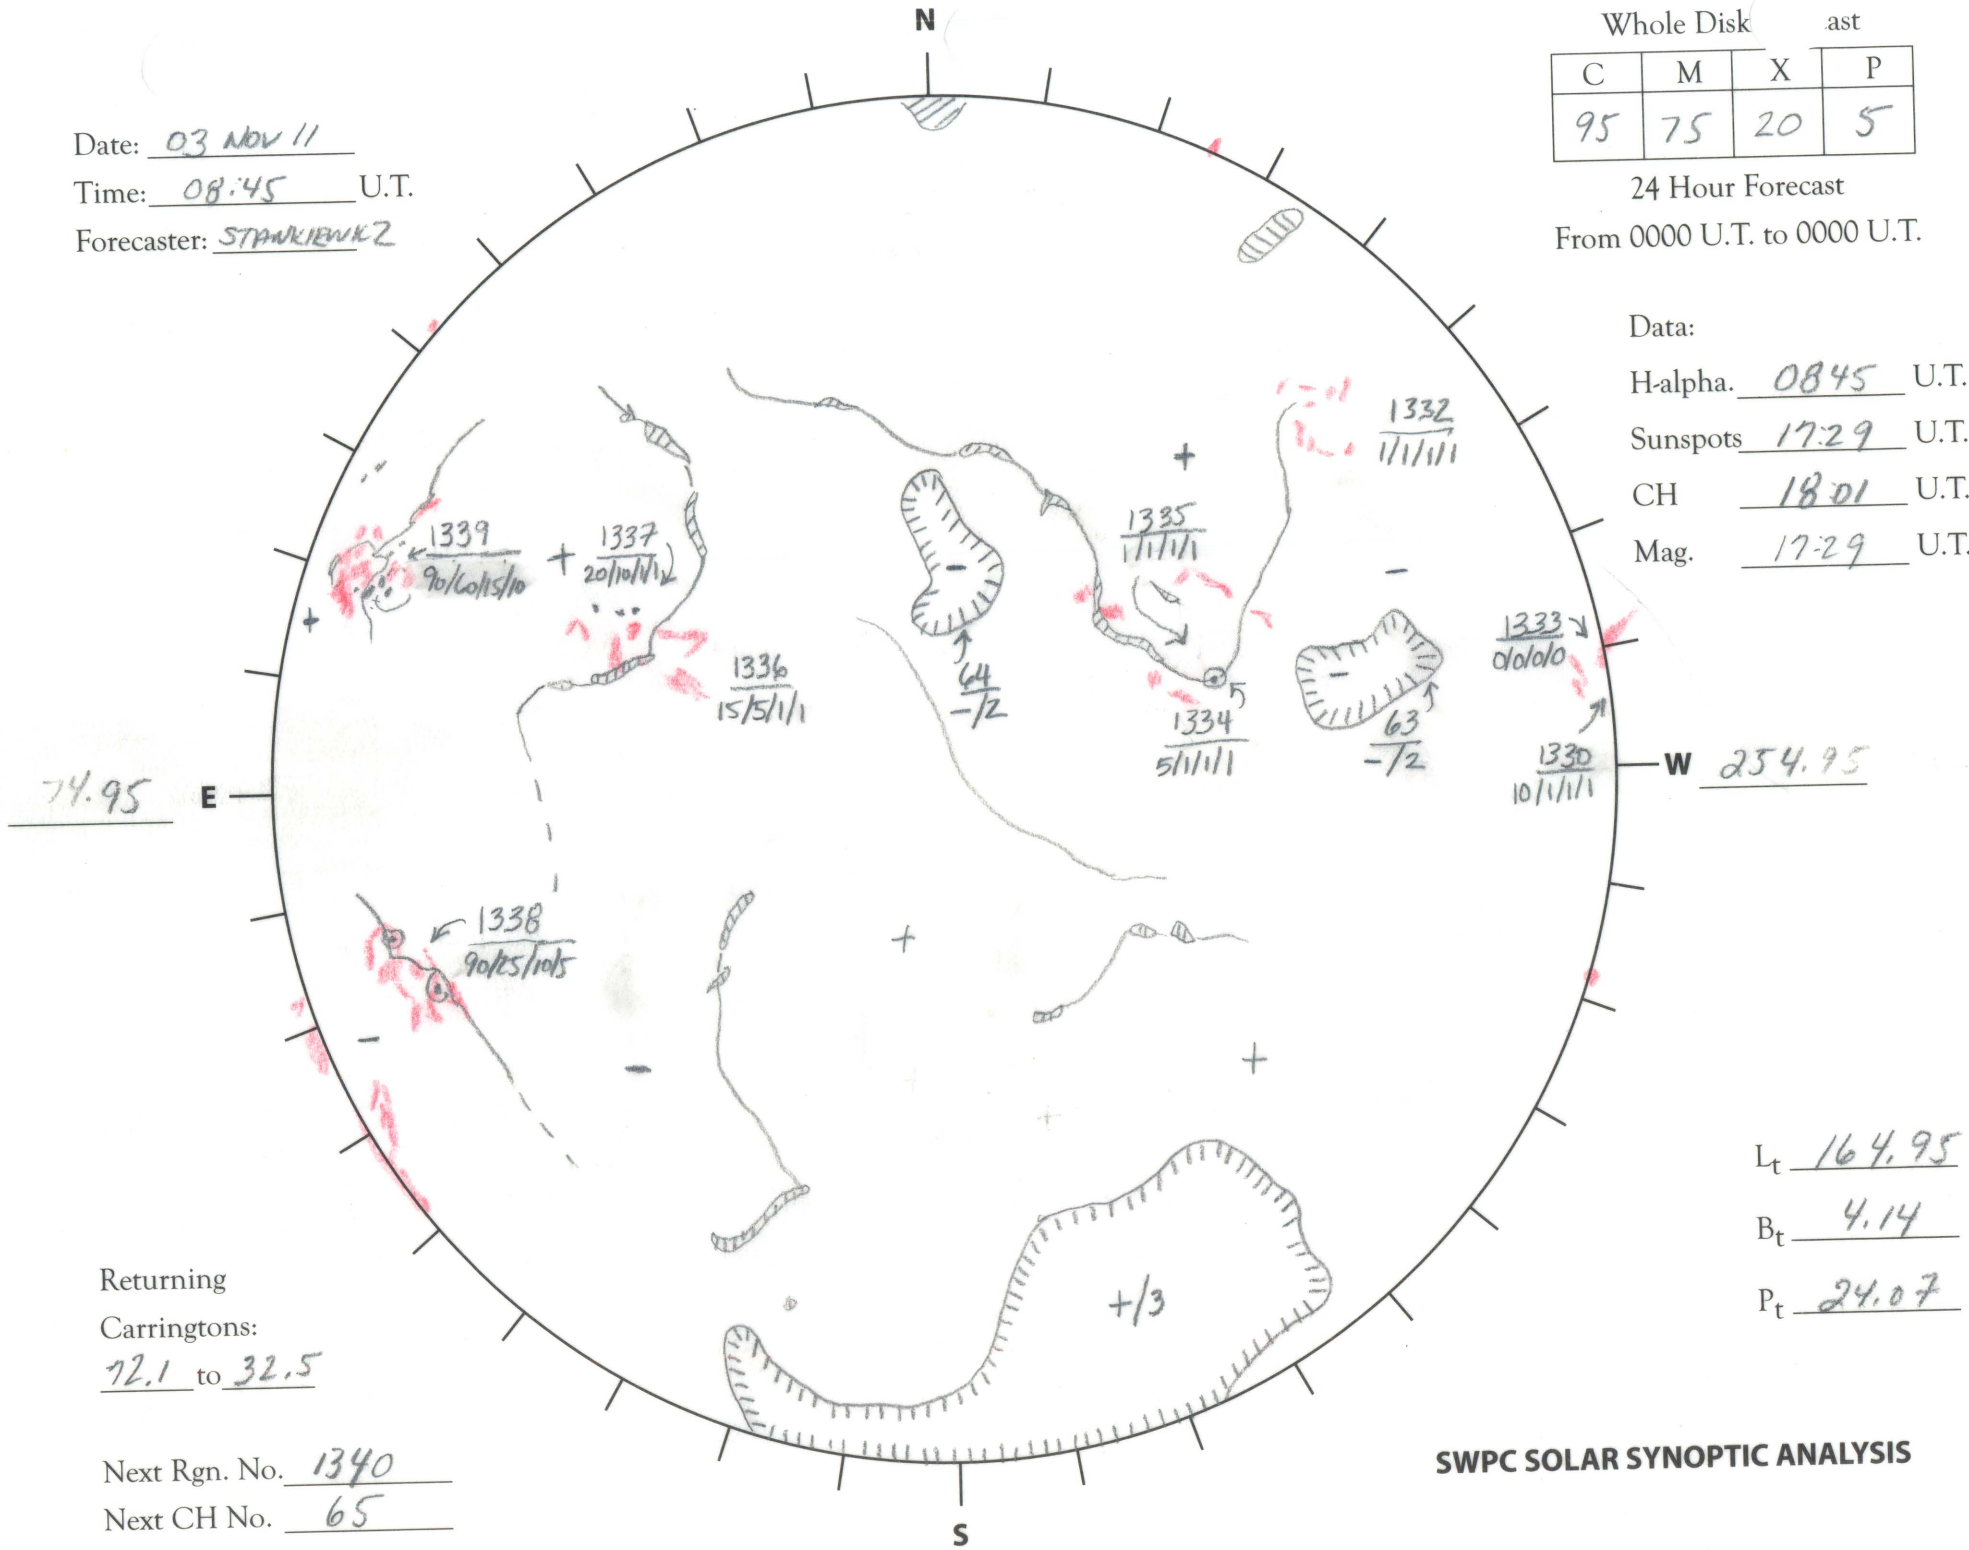 N
Whole Disk ast
C M X P
95 75 20 5
24 Hour Forecast
From 0000 U.T. to 0000 U.T.
Date: 03 NOV 11
Time: 08:45 U.T.
Forecaster: STANKIEWICZ
Data:
H-alpha. 0845 U.T.
Sunspots 17:29 U.T.
CH 18:01 U.T.
Mag. 17:29 U.T.
1332
1/1/1/1
+
1335
1/1/1/1
1339
90/60/15/10
+
1337
20/10/1/1
-
-
+
1333
0/0/0/0
1336
15/5/1/1
64
-/2
5
-
1334
5/1/1/1
63
-/2
1330
10/1/1/1
74.95 E
W 254.95
1338
90/25/10/5
+
-
-
+
+
+/3
Lt 164.95
Bt 4.14
Pt 24.07
Returning
Carringtons:
72.1 to 32.5
Next Rgn. No. 1340
Next CH No. 65
SWPC SOLAR SYNOPTIC ANALYSIS
S